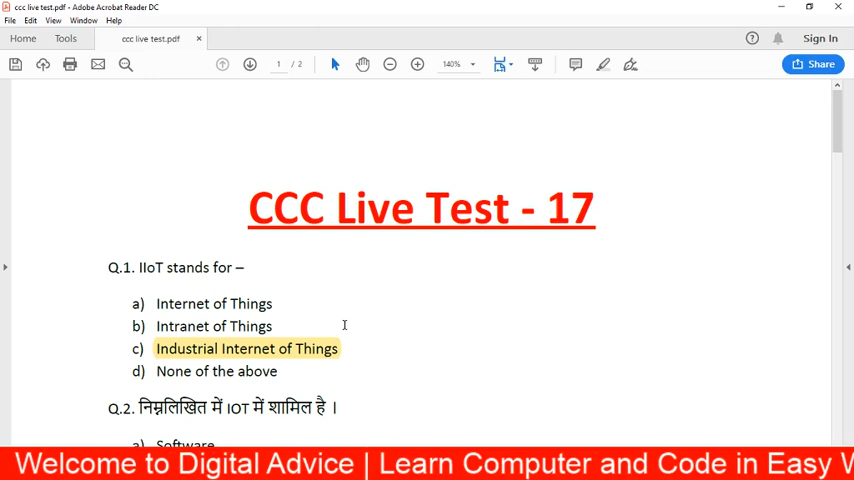 ccc live test.pdf - Adobe Acrobat Reader DC
File Edit View Window Help
Home Tools ccc live test.pdf × Sign In
1 / 2 140% Share
CCC Live Test - 17
Q.1. IIoT stands for –
a) Internet of Things
b) Intranet of Things
c) Industrial Internet of Things
d) None of the above
Q.2. निम्नलिखित में IOT में शामिल है ।
a) Software
Welcome to Digital Advice | Learn Computer and Code in Easy W